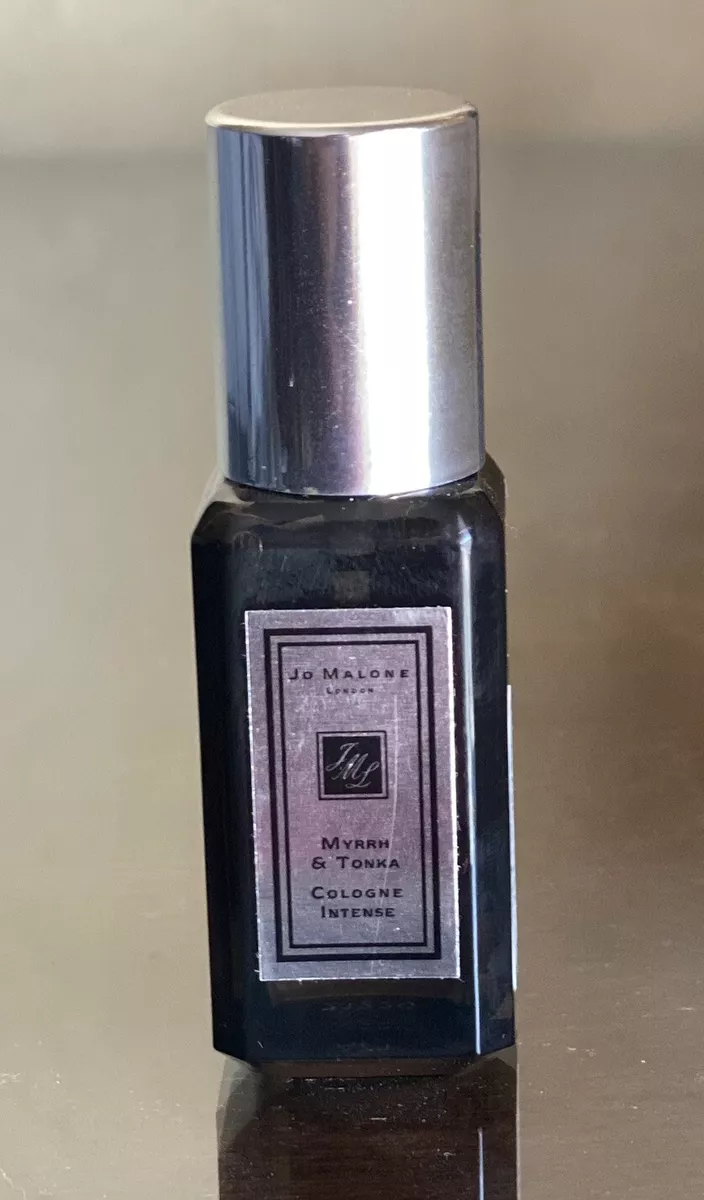 Jo Malone
London
JML
Myrrh
& Tonka
Cologne
Intense